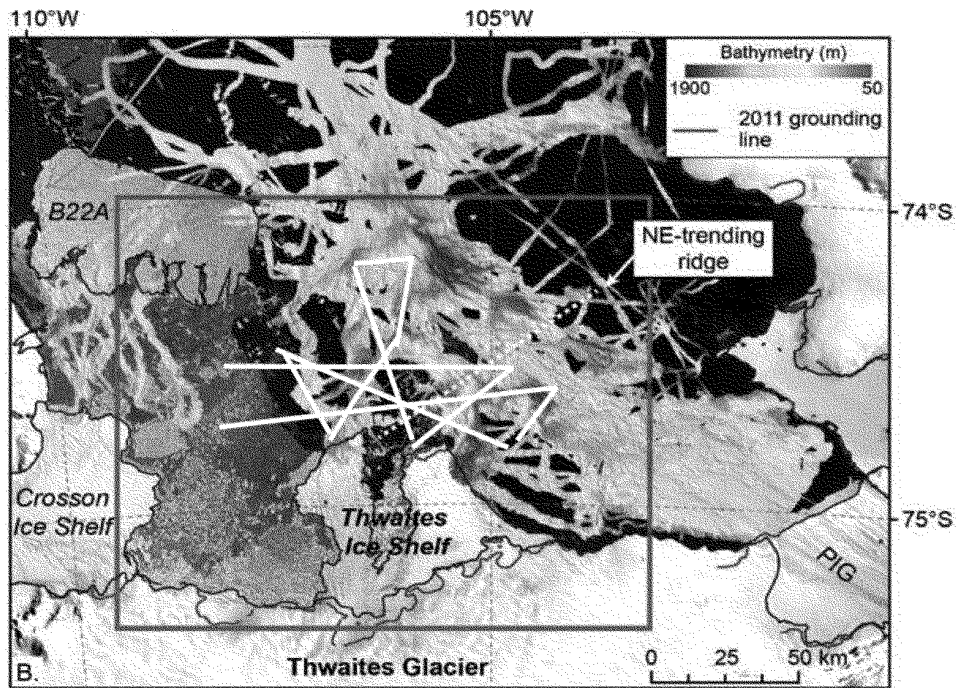 110°W 105°W
Bathymetry (m)
1900 50
2011 grounding
line
B22A
74°S
NE-trending
ridge
Crosson
Ice Shelf
Thwaites
Ice Shelf
75°S
PIG
B.
Thwaites Glacier
0 25 50 km